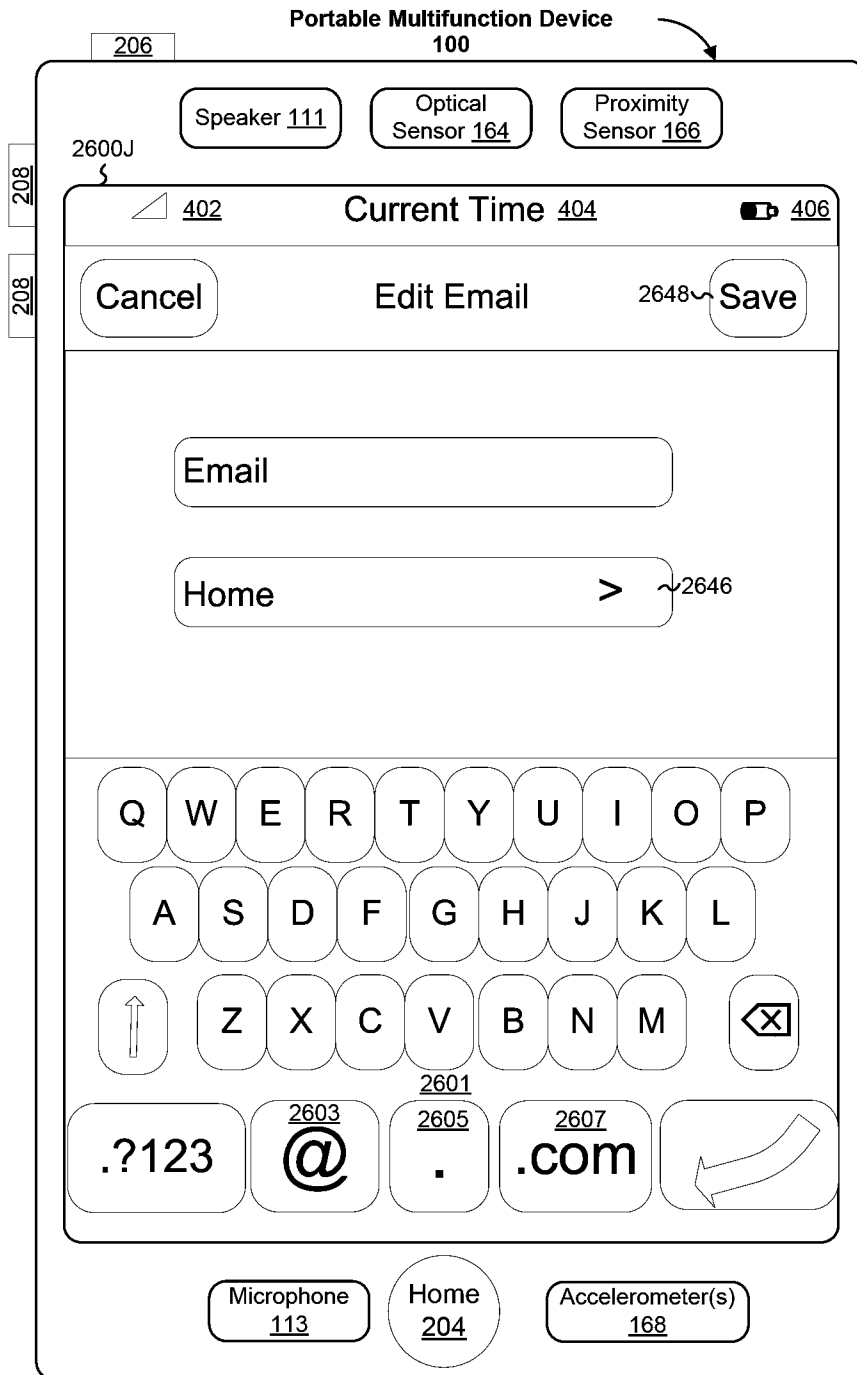 Portable Multifunction Device
100
206
Speaker 111
Optical
Sensor 164
Proximity
Sensor 166
2600J
208
402 Current Time 404 406
208
Cancel Edit Email 2648 Save
Email
Home > 2646
Q W E R T Y U I O P
A S D F G H J K L
Z X C V B N M
2601
2603 2605 2607
.?123 @ . .com
Microphone
113
Home
204
Accelerometer(s)
168